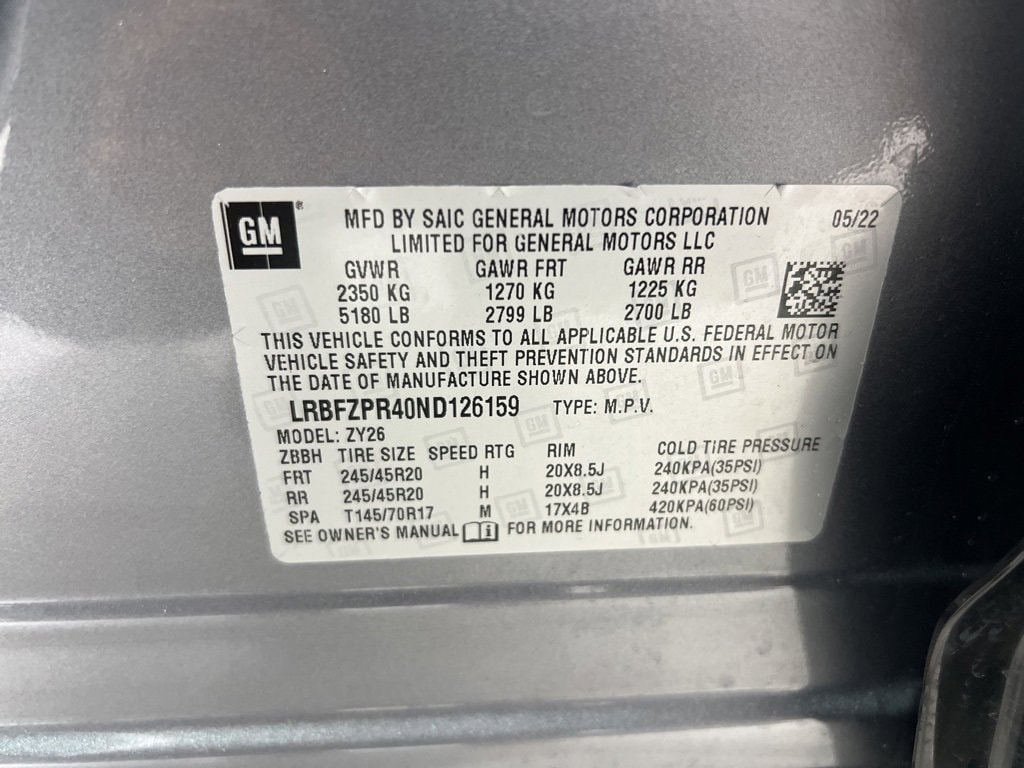 GM ® MFD BY SAIC GENERAL MOTORS CORPORATION 05/22
LIMITED FOR GENERAL MOTORS LLC
GVWR GAWR FRT GAWR RR
2350 KG 1270 KG 1225 KG
5180 LB 2799 LB 2700 LB
THIS VEHICLE CONFORMS TO ALL APPLICABLE U.S. FEDERAL MOTOR
VEHICLE SAFETY AND THEFT PREVENTION STANDARDS IN EFFECT ON
THE DATE OF MANUFACTURE SHOWN ABOVE.
LRBFZPR40ND126159 TYPE: M.P.V.
MODEL: ZY26
ZBBH TIRE SIZE SPEED RTG RIM COLD TIRE PRESSURE
FRT 245/45R20 H 20X8.5J 240KPA(35PSI)
RR 245/45R20 H 20X8.5J 240KPA(35PSI)
SPA T145/70R17 M 17X4B 420KPA(60PSI)
SEE OWNER'S MANUAL FOR MORE INFORMATION.